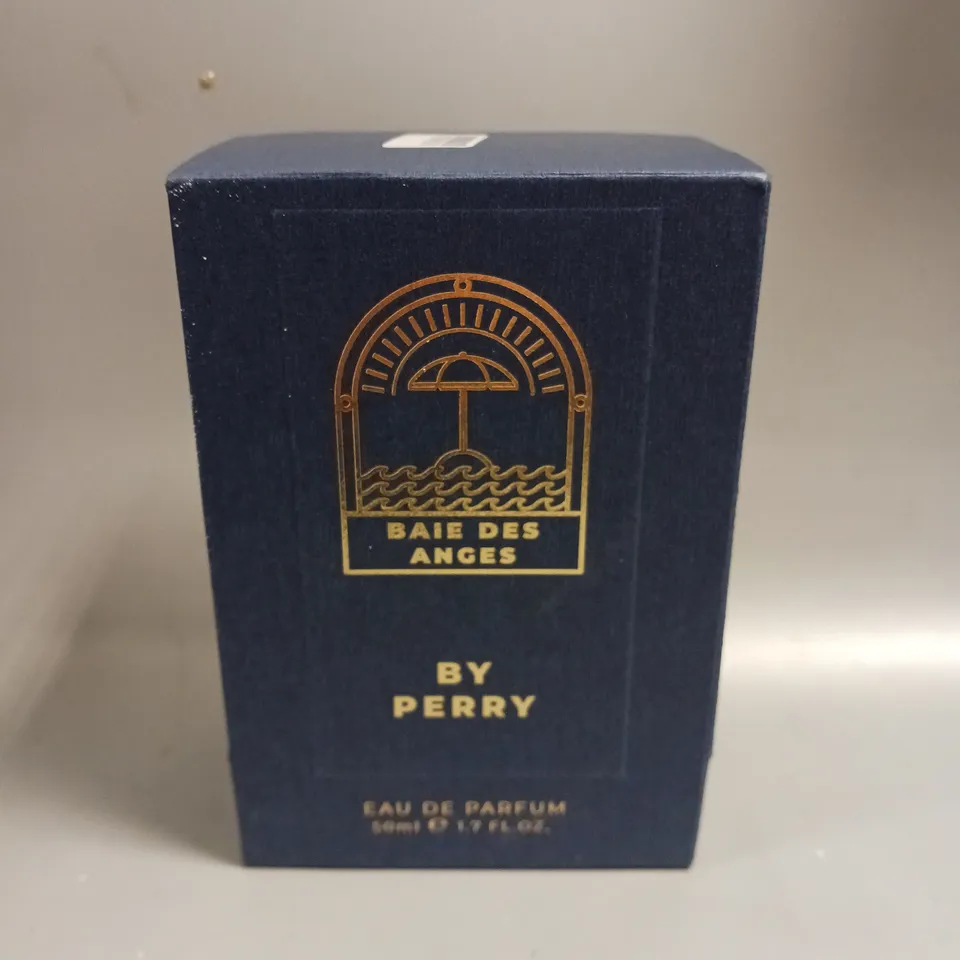 BAIE DES
ANGES
BY
PERRY
EAU DE PARFUM
50ml ℮ 1.7 FL.OZ.